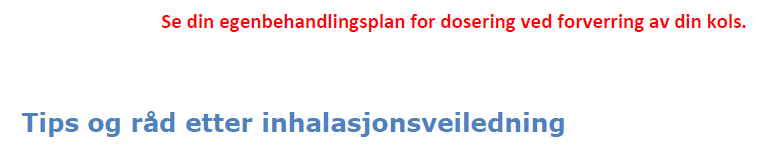 Se din egenbehandlingsplan for dosering ved forverring av din kols.
Tips og råd etter inhalasjonsveiledning